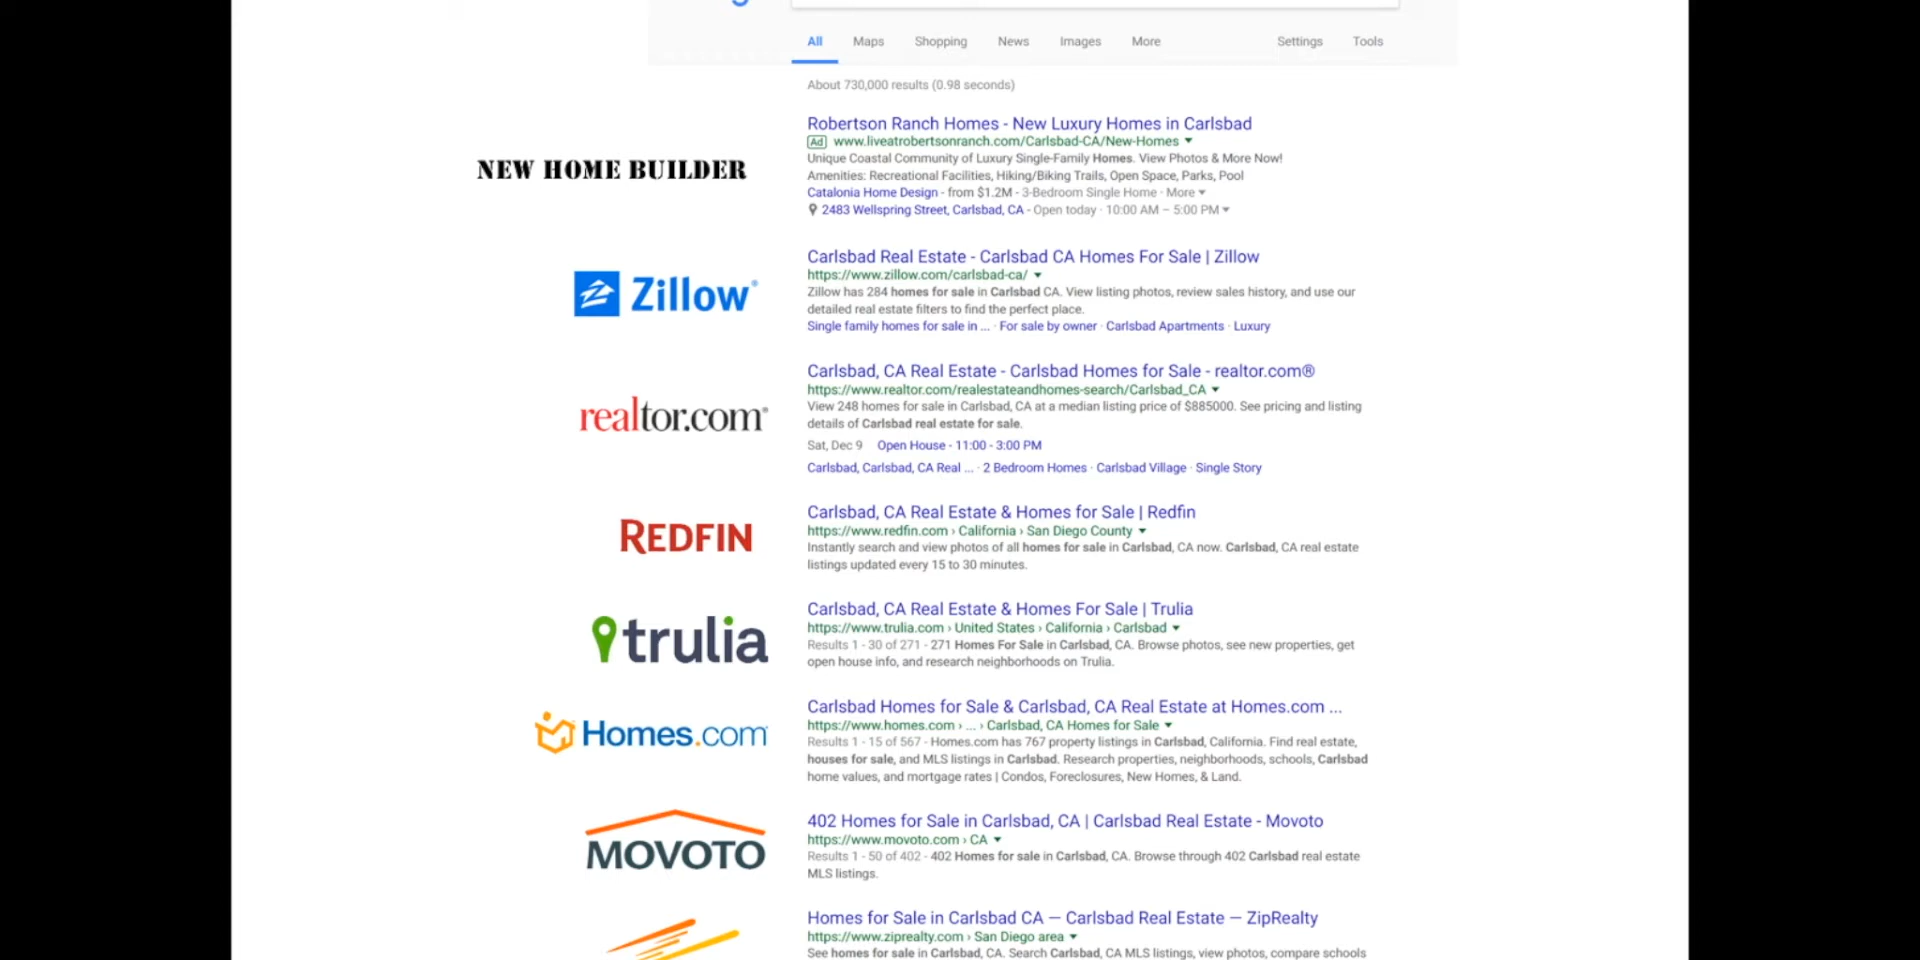 All Maps Shopping News Images More Settings Tools
About 730,000 results (0.98 seconds)
NEW HOME BUILDER
Robertson Ranch Homes - New Luxury Homes in Carlsbad
Ad www.liveatrobertsonranch.com/Carlsbad-CA/New-Homes
Unique Coastal Community of Luxury Single-Family Homes. View Photos & More Now!
Amenities: Recreational Facilities, Hiking/Biking Trails, Open Space, Parks, Pool
Catalonia Home Design - from $1.2M - 3-Bedroom Single Home · More
2483 Wellspring Street, Carlsbad, CA - Open today · 10:00 AM – 5:00 PM
Zillow®
Carlsbad Real Estate - Carlsbad CA Homes For Sale | Zillow
https://www.zillow.com/carlsbad-ca/
Zillow has 284 homes for sale in Carlsbad CA. View listing photos, review sales history, and use our
detailed real estate filters to find the perfect place.
Single family homes for sale in ... · For sale by owner · Carlsbad Apartments · Luxury
realtor.com®
Carlsbad, CA Real Estate - Carlsbad Homes for Sale - realtor.com®
https://www.realtor.com/realestateandhomes-search/Carlsbad_CA
View 248 homes for sale in Carlsbad, CA at a median listing price of $885000. See pricing and listing
details of Carlsbad real estate for sale.
Sat, Dec 9 Open House - 11:00 - 3:00 PM
Carlsbad, Carlsbad, CA Real ... · 2 Bedroom Homes · Carlsbad Village · Single Story
REDFIN
Carlsbad, CA Real Estate & Homes for Sale | Redfin
https://www.redfin.com › California › San Diego County
Instantly search and view photos of all homes for sale in Carlsbad, CA now. Carlsbad, CA real estate
listings updated every 15 to 30 minutes.
trulia
Carlsbad, CA Real Estate & Homes For Sale | Trulia
https://www.trulia.com › United States › California › Carlsbad
Results 1 - 30 of 271 - 271 Homes For Sale in Carlsbad, CA. Browse photos, see new properties, get
open house info, and research neighborhoods on Trulia.
Homes.com
Carlsbad Homes for Sale & Carlsbad, CA Real Estate at Homes.com ...
https://www.homes.com › ... › Carlsbad, CA Homes for Sale
Results 1 - 15 of 567 - Homes.com has 767 property listings in Carlsbad, California. Find real estate,
houses for sale, and MLS listings in Carlsbad. Research properties, neighborhoods, schools, Carlsbad
home values, and mortgage rates | Condos, Foreclosures, New Homes, & Land.
MOVOTO
402 Homes for Sale in Carlsbad, CA | Carlsbad Real Estate - Movoto
https://www.movoto.com › CA
Results 1 - 50 of 402 - 402 Homes for sale in Carlsbad, CA. Browse through 402 Carlsbad real estate
MLS listings.
Homes for Sale in Carlsbad CA — Carlsbad Real Estate — ZipRealty
https://www.ziprealty.com › San Diego area
See homes for sale in Carlsbad, CA. Search Carlsbad, CA MLS listings, view photos, compare schools